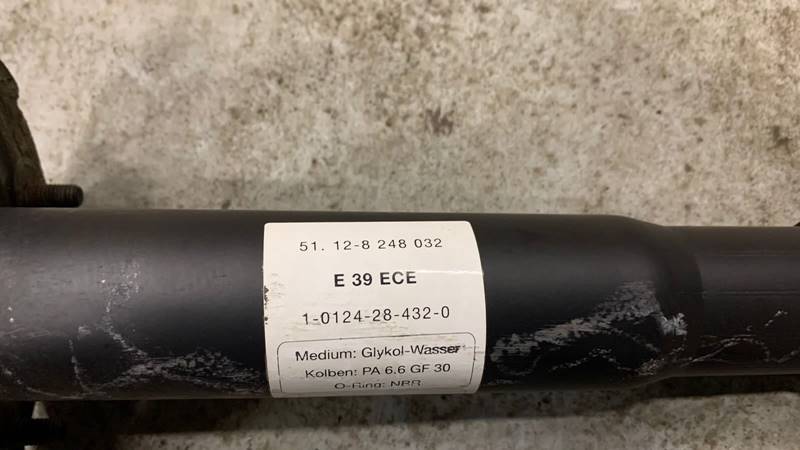 51. 12-8 248 032
E 39 ECE
1-0124-28-432-0
Medium: Glykol-Wasser
Kolben: PA 6.6 GF 30
O-Ring: NBR